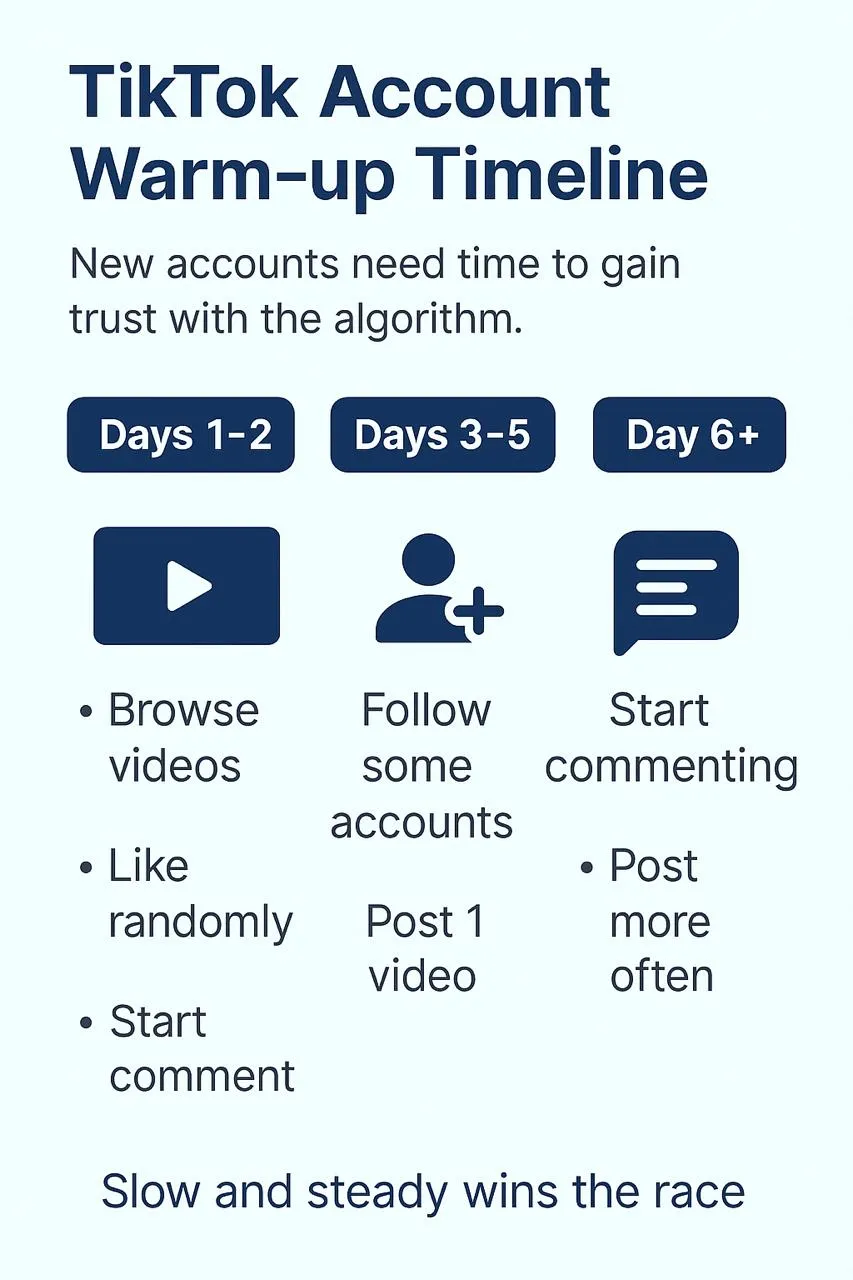 TikTok Account
Warm-up Timeline
New accounts need time to gain
trust with the algorithm.
Days 1-2
• Browse
videos
• Like
randomly
• Start
comment
Days 3-5
Follow
some
accounts
Post 1
video
Day 6+
Start
commenting
• Post
more
often
Slow and steady wins the race